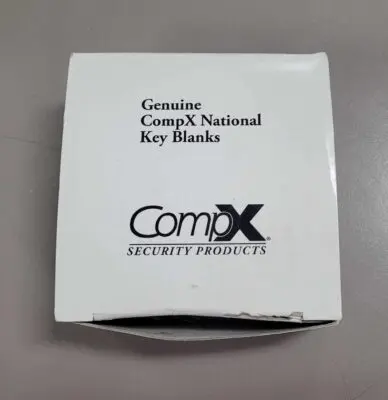 Genuine
CompX National
Key Blanks
CompX®
SECURITY PRODUCTS